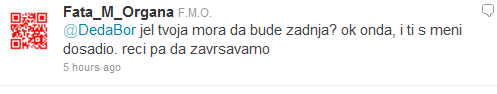 Fata_M_Organa F.M.O.
@DedaBor jel tvoja mora da bude zadnja? ok onda, i ti s meni
dosadio. reci pa da zavrsavamo
5 hours ago